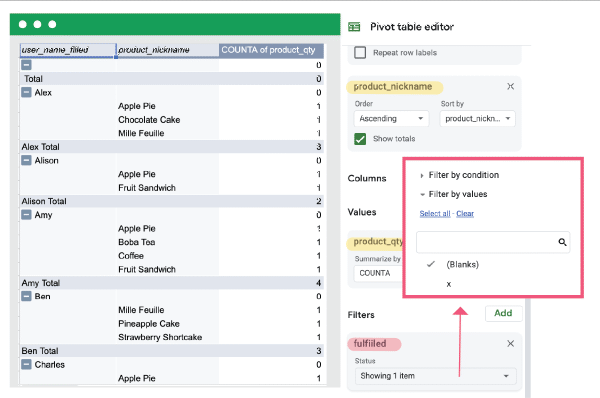 Pivot table editor
user_name_filled product_nickname COUNTA of product_qty
0
Total 0
Alex 0
Apple Pie 1
Chocolate Cake 1
Mille Feuille 1
Alex Total 3
Alison 0
Apple Pie 1
Fruit Sandwich 1
Alison Total 2
Amy 0
Apple Pie 1
Boba Tea 1
Coffee 1
Fruit Sandwich 1
Amy Total 4
Ben 0
Mille Feuille 1
Pineapple Cake 1
Strawberry Shortcake 1
Ben Total 3
Charles 0
Apple Pie 1
Repeat row labels
product_nickname
Order Sort by
Ascending product_nickn...
Show totals
Columns
Values
product_qty
Summarize by
COUNTA
Filter by condition
Filter by values
Select all - Clear
(Blanks)
x
Filters Add
fulfilled
Status
Showing 1 item